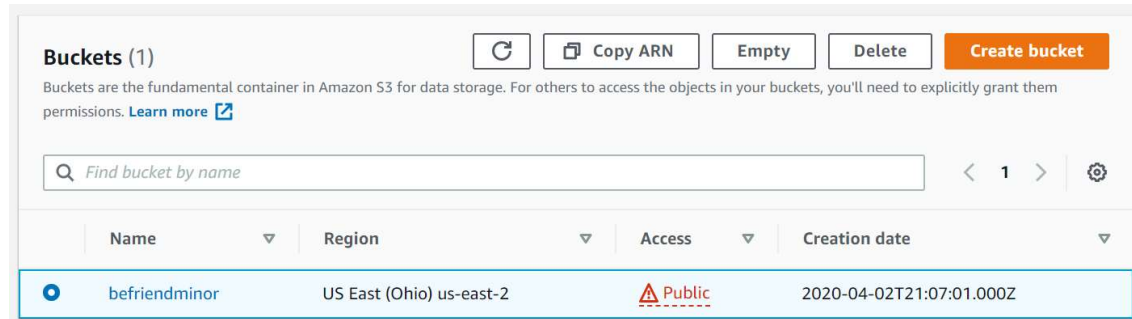 Buckets (1)
Copy ARN
Empty
Delete
Create bucket
Buckets are the fundamental container in Amazon S3 for data storage. For others to access the objects in your buckets, you'll need to explicitly grant them
permissions. Learn more
Find bucket by name
1
Name Region Access Creation date
befriendminor US East (Ohio) us-east-2 Public 2020-04-02T21:07:01.000Z